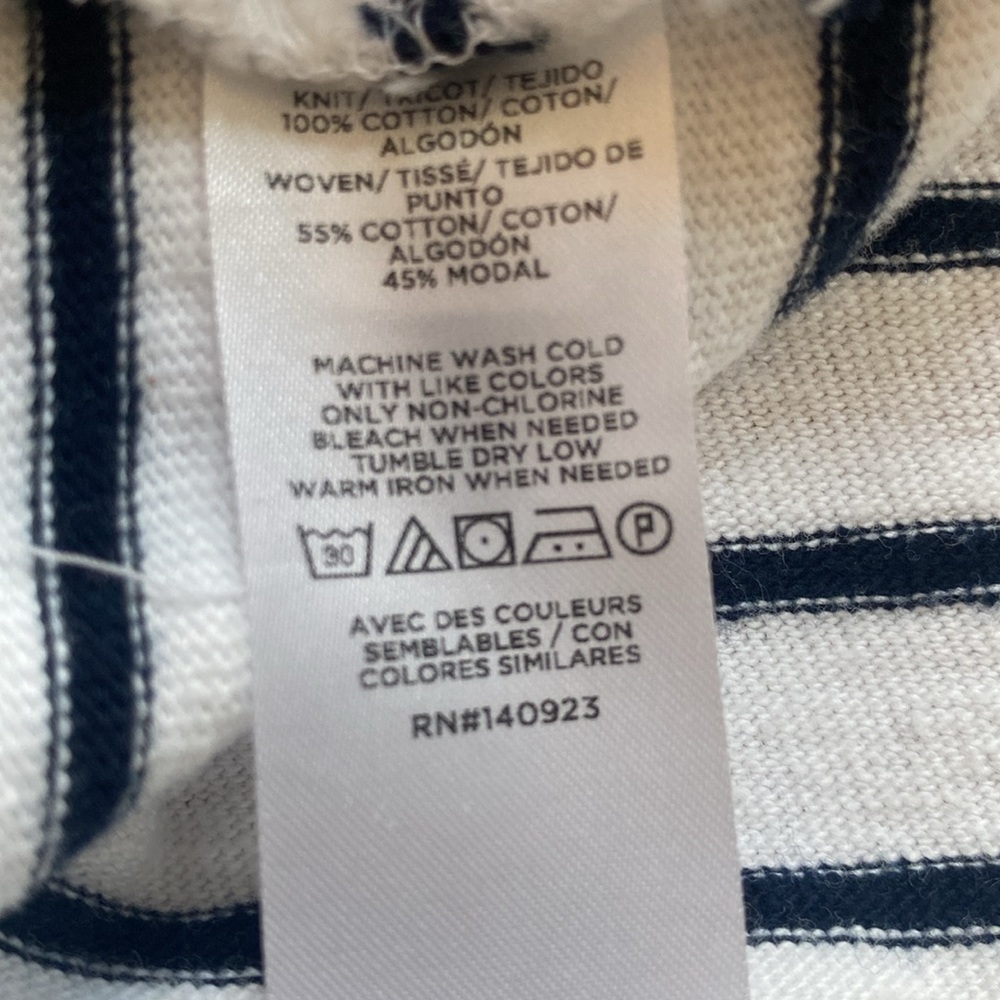 KNIT/ TRICOT/ TEJIDO
100% COTTON/ COTON/
ALGODÓN
WOVEN/ TISSÉ/ TEJIDO DE
PUNTO
55% COTTON/ COTON/
ALGODÓN
45% MODAL
MACHINE WASH COLD
WITH LIKE COLORS
ONLY NON-CHLORINE
BLEACH WHEN NEEDED
TUMBLE DRY LOW
WARM IRON WHEN NEEDED
30 P
AVEC DES COULEURS
SEMBLABLES / CON
COLORES SIMILARES
RN#140923